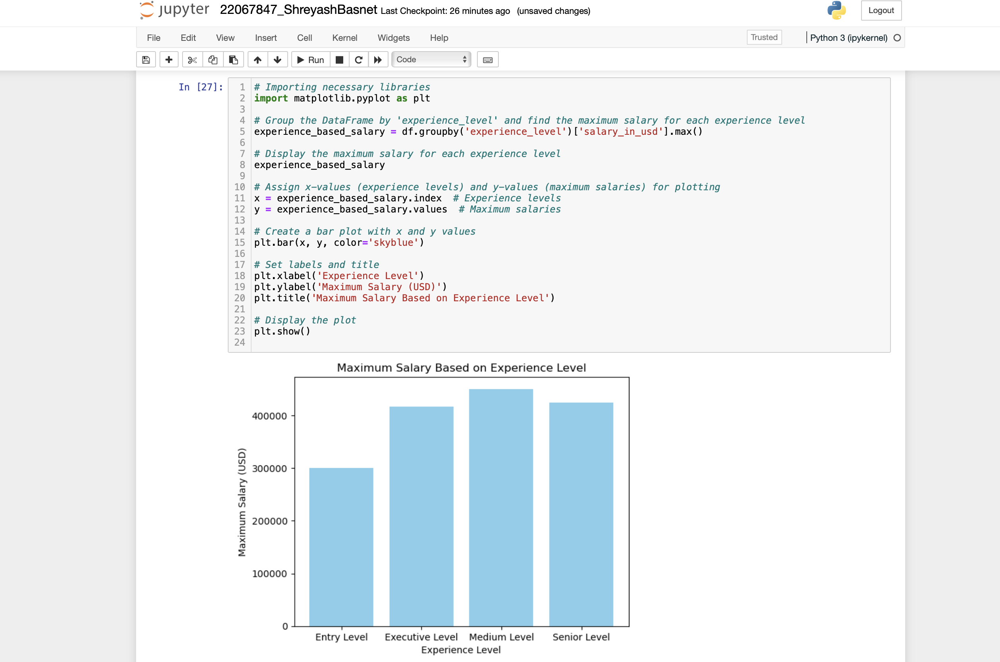 jupyter 22067847_ShreyashBasnet Last Checkpoint: 26 minutes ago (unsaved changes) Logout
File Edit View Insert Cell Kernel Widgets Help Trusted Python 3 (ipykernel)
Run Code
In [27]:
1 # Importing necessary libraries
2 import matplotlib.pyplot as plt
3
4 # Group the DataFrame by 'experience_level' and find the maximum salary for each experience level
5 experience_based_salary = df.groupby('experience_level')['salary_in_usd'].max()
6
7 # Display the maximum salary for each experience level
8 experience_based_salary
9
10 # Assign x-values (experience levels) and y-values (maximum salaries) for plotting
11 x = experience_based_salary.index  # Experience levels
12 y = experience_based_salary.values  # Maximum salaries
13
14 # Create a bar plot with x and y values
15 plt.bar(x, y, color='skyblue')
16
17 # Set labels and title
18 plt.xlabel('Experience Level')
19 plt.ylabel('Maximum Salary (USD)')
20 plt.title('Maximum Salary Based on Experience Level')
21
22 # Display the plot
23 plt.show()
24
Maximum Salary Based on Experience Level
Maximum Salary (USD)
400000
300000
200000
100000
0
Entry Level Executive Level Medium Level Senior Level
Experience Level